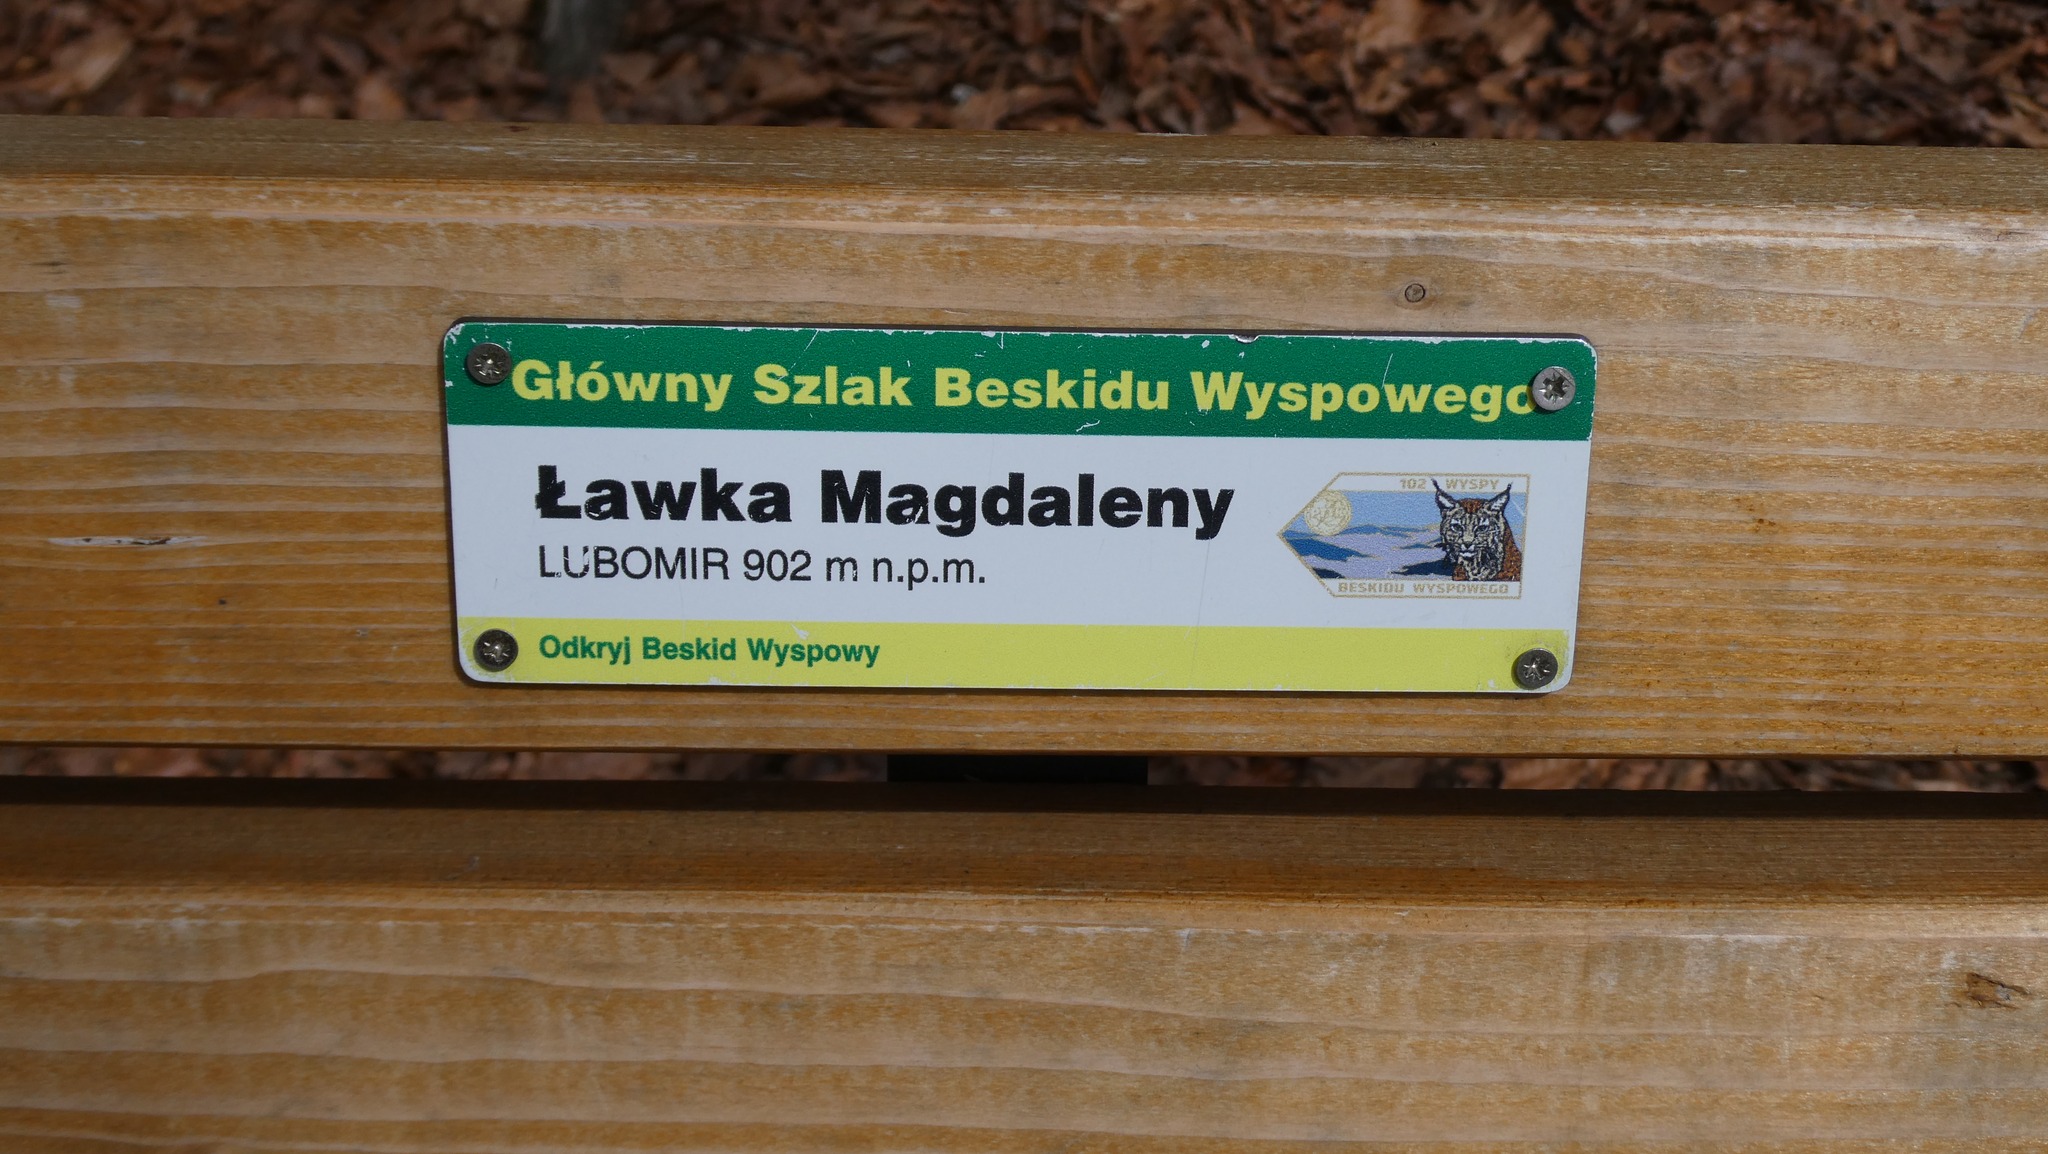 Główny Szlak Beskidu Wyspowego
Ławka Magdaleny
LUBOMIR 902 m n.p.m.
102 WYSPY
BESKIDU WYSPOWEGO
Odkryj Beskid Wyspowy